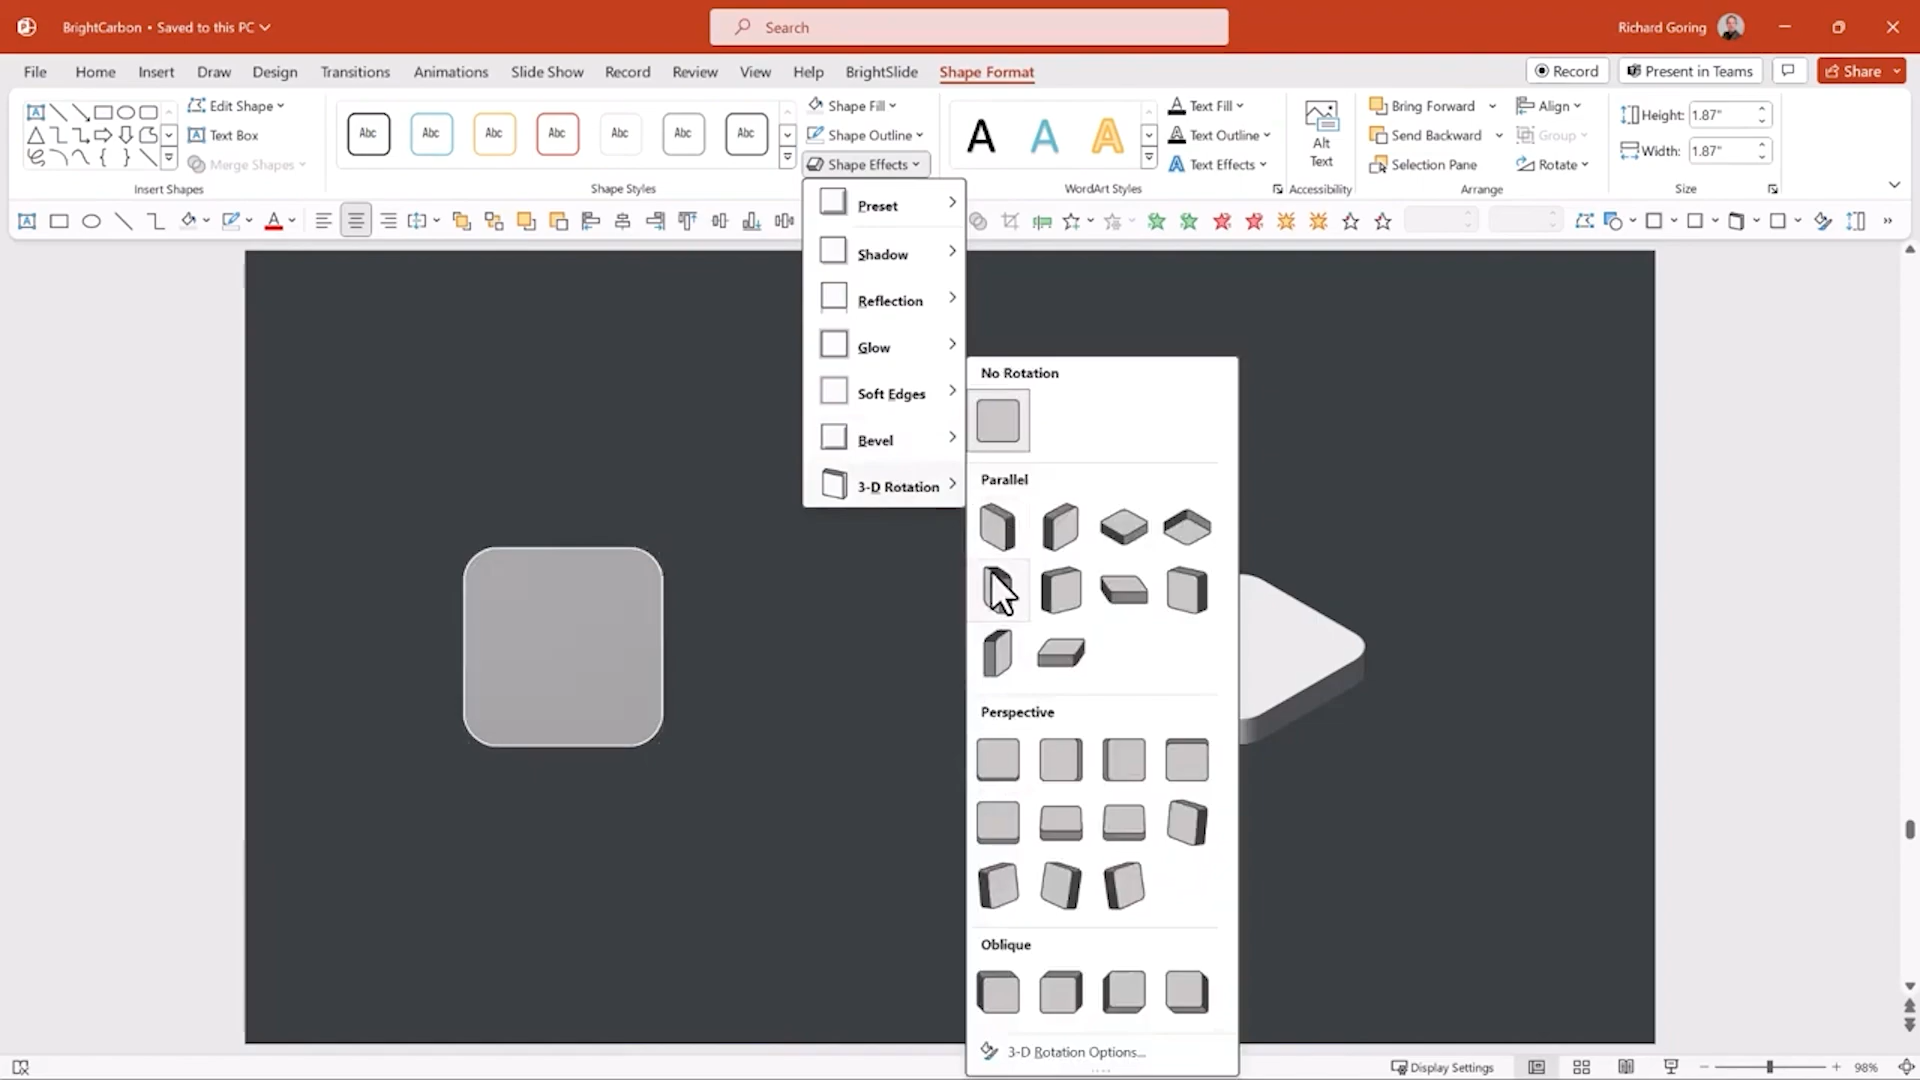 BrightCarbon • Saved to this PC
Search
Richard Goring
File Home Insert Draw Design Transitions Animations Slide Show Record Review View Help BrightSlide Shape Format
Record Present in Teams Share
Edit Shape
Text Box
Merge Shapes
Insert Shapes
Abc Abc Abc Abc Abc Abc Abc
Shape Styles
Shape Fill
Shape Outline
Shape Effects
A A A
WordArt Styles
Text Fill
Text Outline
Text Effects
Alt
Text
Accessibility
Bring Forward
Send Backward
Selection Pane
Align
Group
Rotate
Arrange
Height: 1.87"
Width: 1.87"
Size
Preset
Shadow
Reflection
Glow
Soft Edges
Bevel
3-D Rotation
No Rotation
Parallel
Perspective
Oblique
3-D Rotation Options...
Display Settings
98%